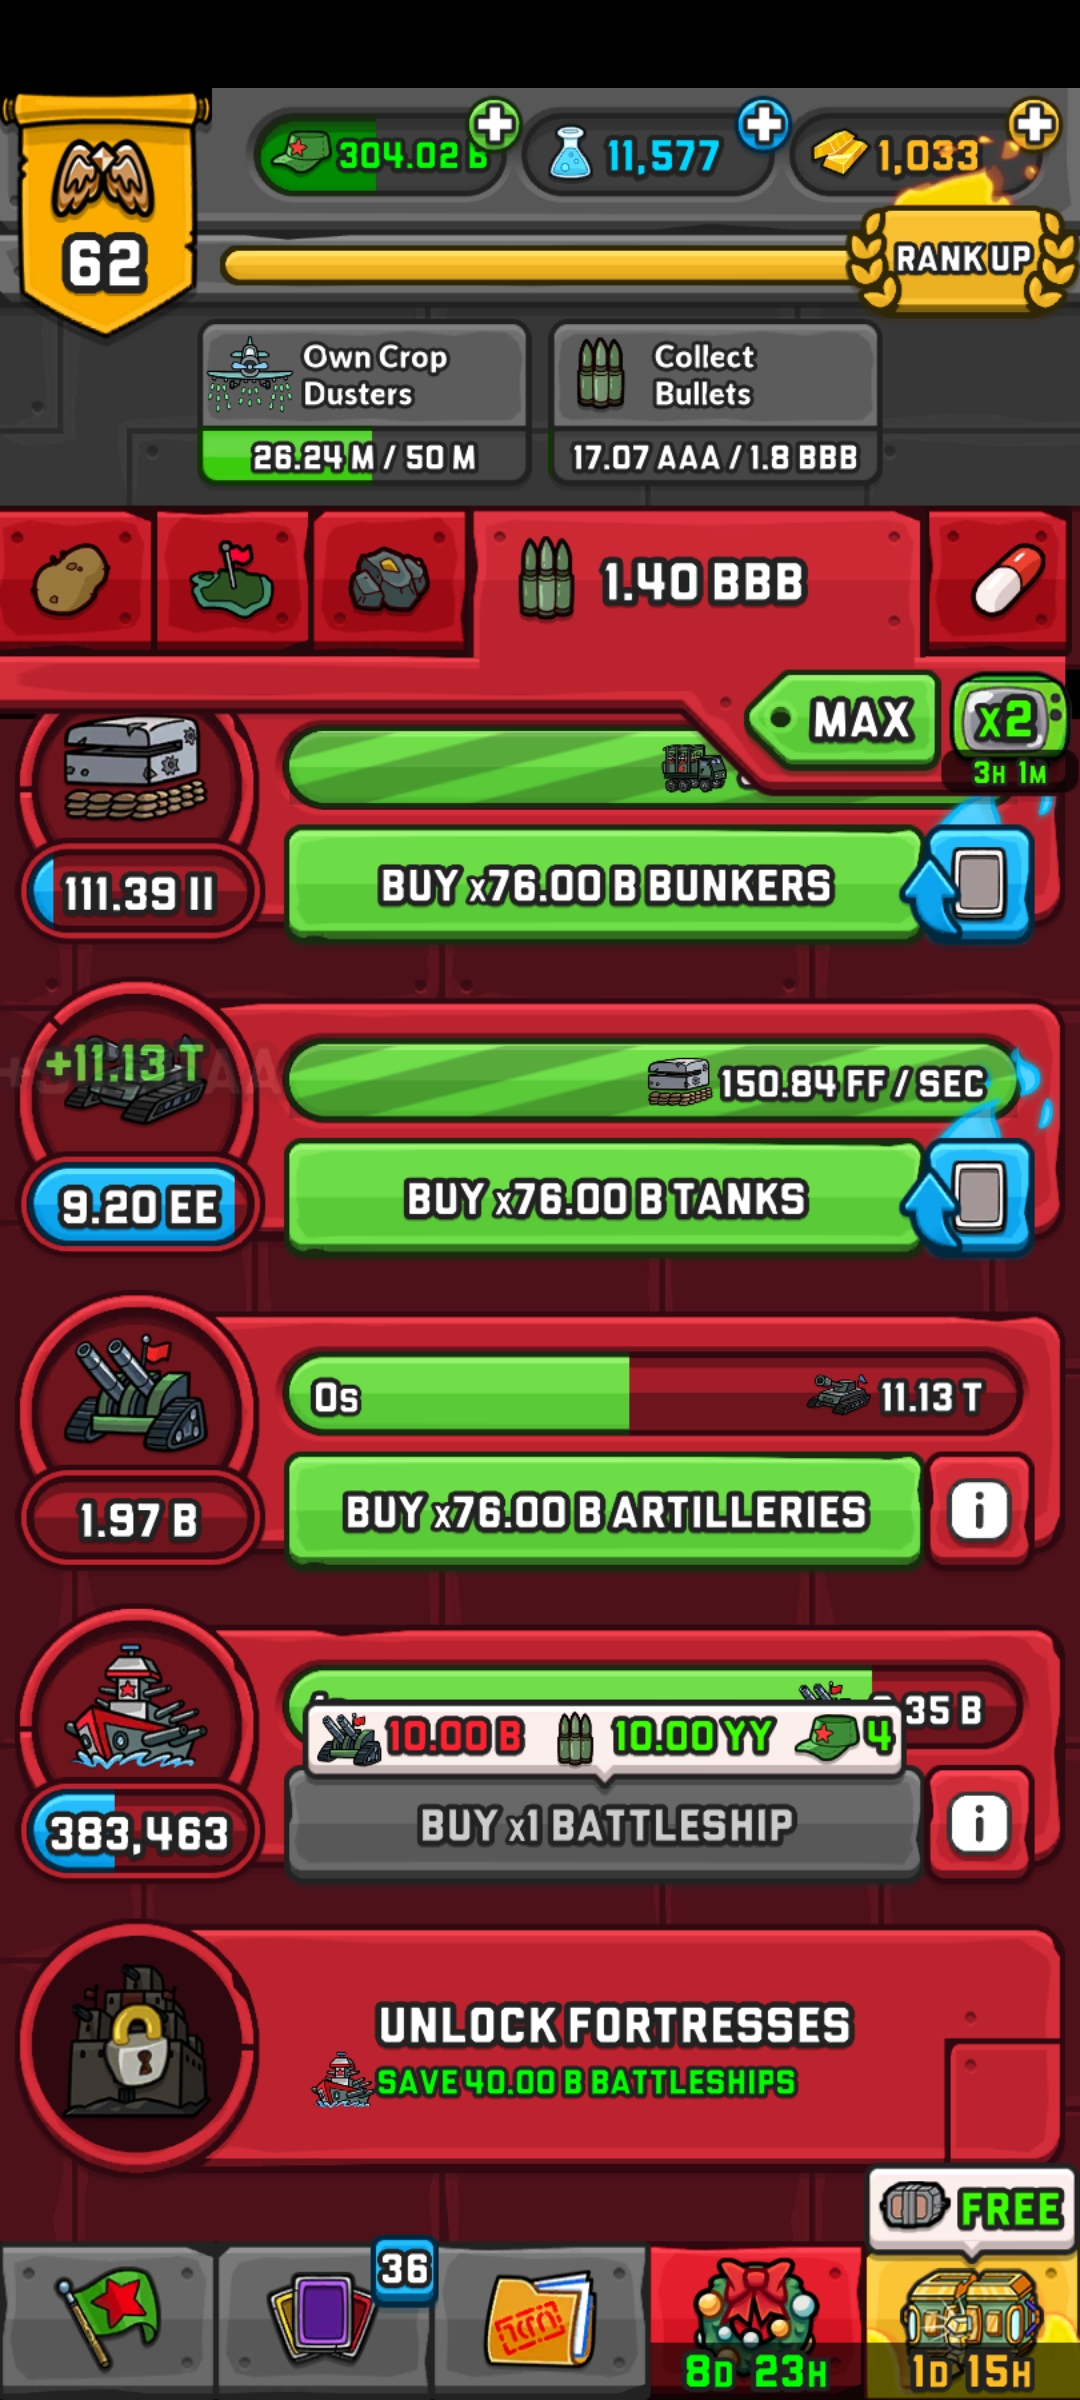 304.02 B
11,577
1,033
62
RANK UP
Own Crop
Dusters
26.24 M / 50 M
Collect
Bullets
17.07 AAA / 1.8 BBB
1.40 BBB
MAX
x2
3H 1M
111.39 II
BUY x76.00 B BUNKERS
+11.13 T
150.84 FF / SEC
9.20 EE
BUY x76.00 B TANKS
0s
11.13 T
1.97 B
BUY x76.00 B ARTILLERIES
35 B
10.00 B
10.00 YY
4
383,463
BUY x1 BATTLESHIP
UNLOCK FORTRESSES
SAVE 40.00 B BATTLESHIPS
FREE
36
8D 23H
1D 15H